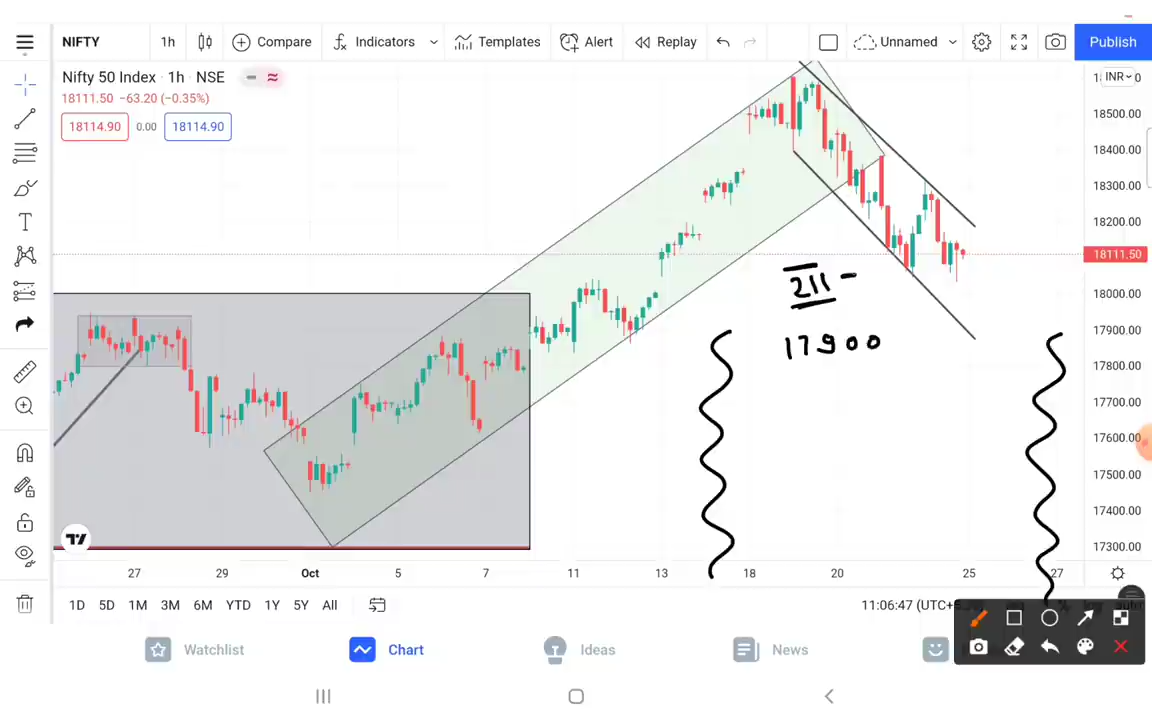 NIFTY 1h Compare Indicators Templates Alert Replay Unnamed Publish
Nifty 50 Index · 1h · NSE
18111.50 −63.20 (−0.35%)
18114.90 0.00 18114.90
INR
18500.00
18400.00
18300.00
18200.00
18111.50
18000.00
17900.00
17800.00
17700.00
17600.00
17500.00
17400.00
17300.00
211
17900
27 29 Oct 5 7 11 13 18 20 25 27
1D 5D 1M 3M 6M YTD 1Y 5Y All
11:06:47 (UTC+5
Watchlist Chart Ideas News